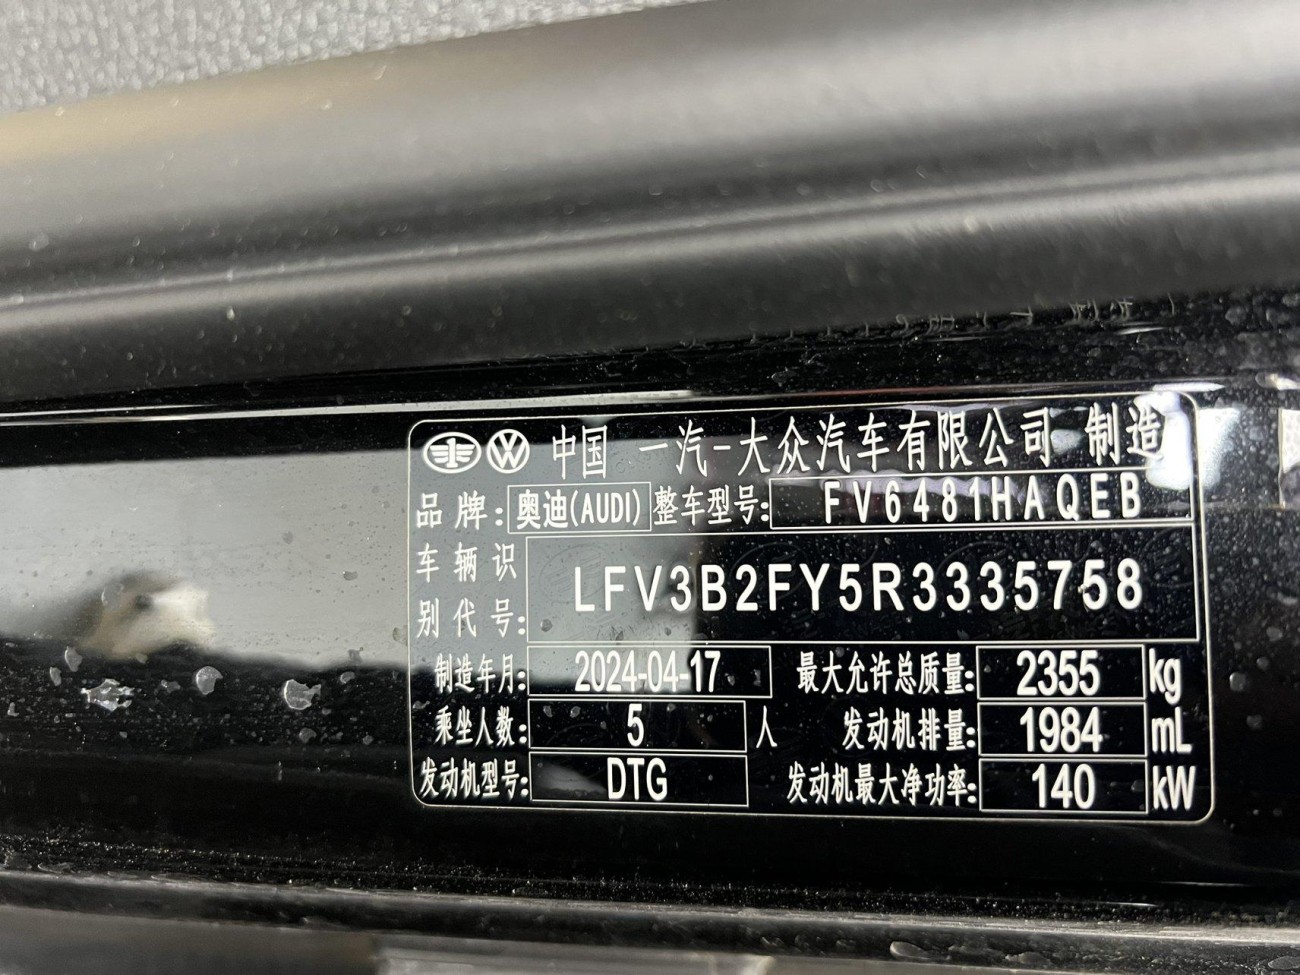 中国 一汽-大众汽车有限公司 制造
品牌: 奥迪(AUDI) 整车型号: FV6481HAQEB
车辆识别代号: LFV3B2FY5R3335758
制造年月: 2024-04-17 最大允许总质量: 2355 kg
乘坐人数: 5 人 发动机排量: 1984 mL
发动机型号: DTG 发动机最大净功率: 140 kW